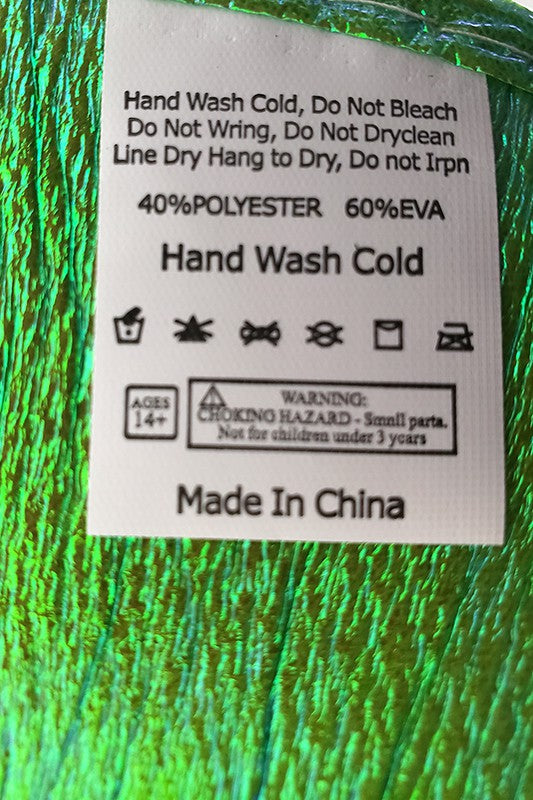 Hand Wash Cold, Do Not Bleach
Do Not Wring, Do Not Dryclean
Line Dry Hang to Dry, Do not Irpn
40%POLYESTER 60%EVA
Hand Wash Cold
AGES
14+
WARNING:
CHOKING HAZARD - Small parts.
Not for children under 3 years
Made In China